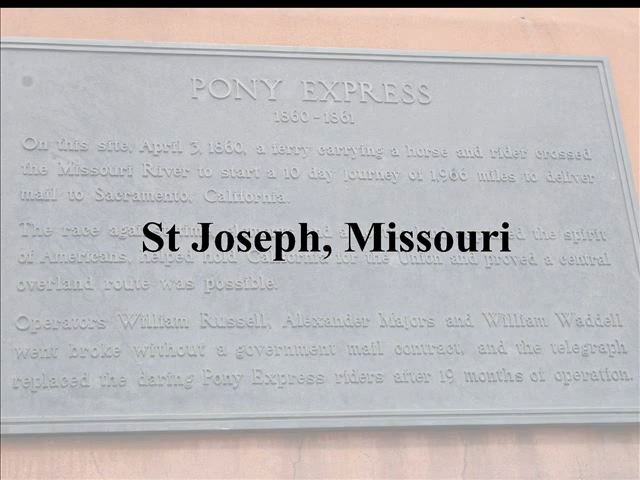 PONY EXPRESS
1860-1861
On this site, April 3, 1860, a ferry carrying a horse and rider crossed
the Missouri River to start a 10 day journey of 1,966 miles to deliver
mail to Sacramento, California.
The race again the spirit
St Joseph, Missouri
of Americans, helped hold California for the Union and proved a central
overland route was possible.
Operators William Russell, Alexander Majors and William Waddell
went broke without a government mail contract, and the telegraph
replaced the daring Pony Express riders after 19 months of operation.